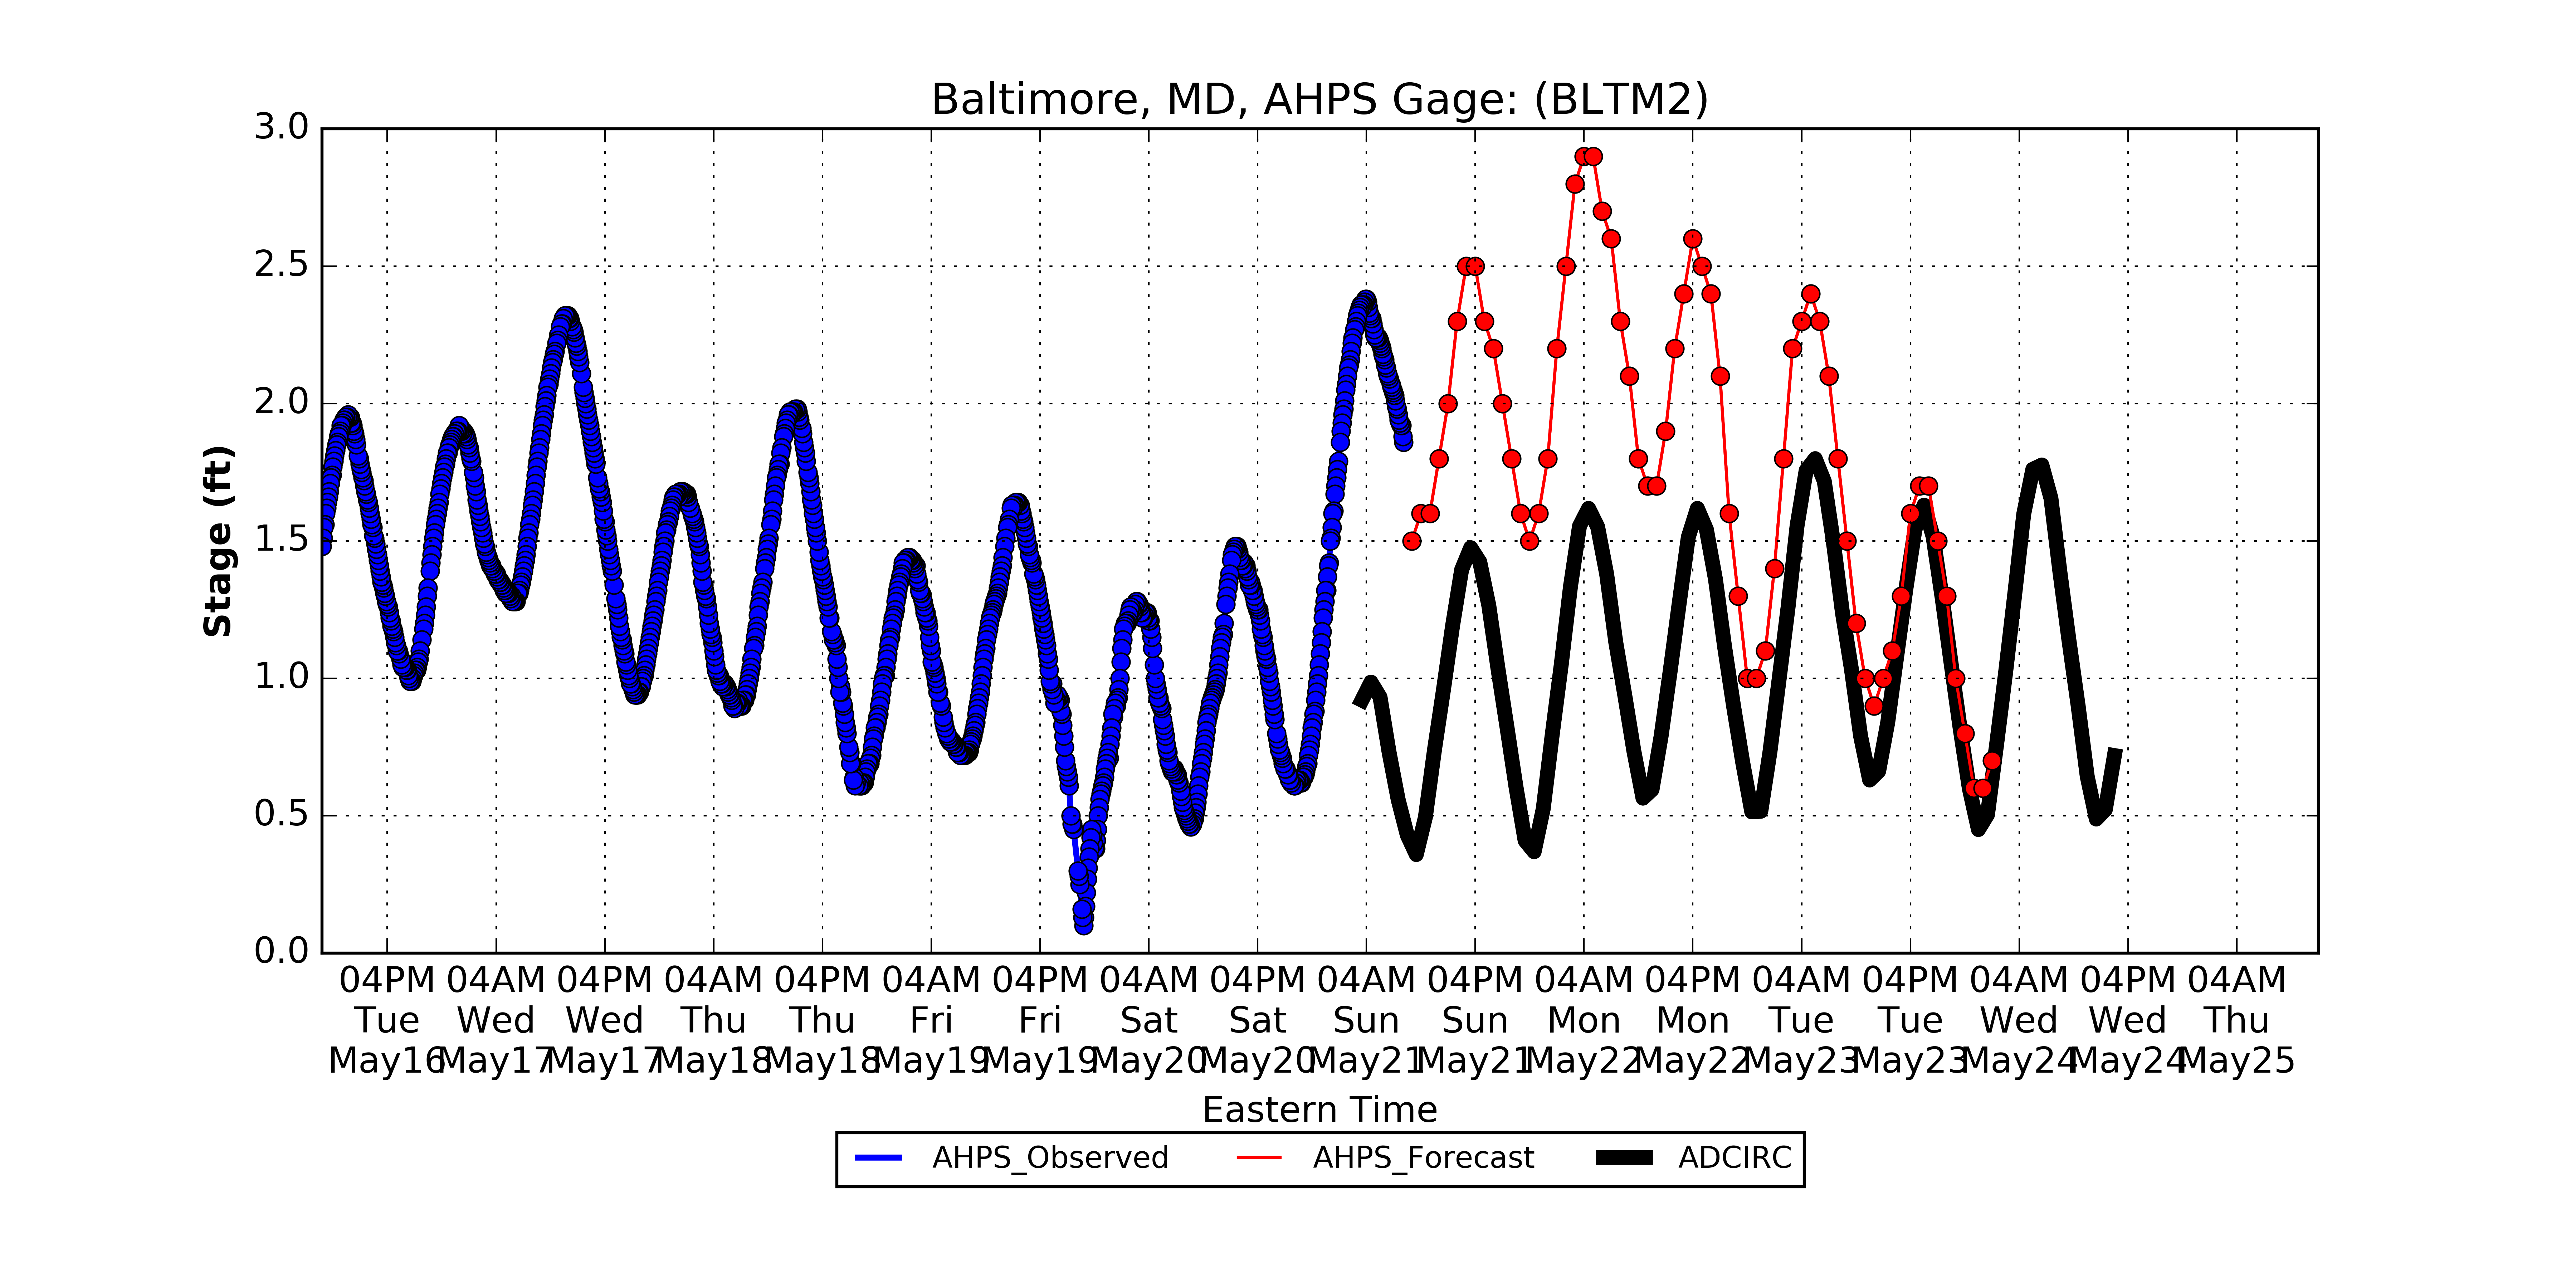 Baltimore, MD, AHPS Gage: (BLTM2)
3.0
2.5
2.0
1.5
1.0
0.5
0.0
Stage (ft)
04PM 04AM 04PM 04AM 04PM 04AM 04PM 04AM 04PM 04AM 04PM 04AM 04PM 04AM 04PM 04AM 04PM 04AM
Tue Wed Wed Thu Thu Fri Fri Sat Sat Sun Sun Mon Mon Tue Tue Wed Wed Thu
May16 May17 May17 May18 May18 May19 May19 May20 May20 May21 May21 May22 May22 May23 May23 May24 May24 May25
Eastern Time
AHPS_Observed AHPS_Forecast ADCIRC